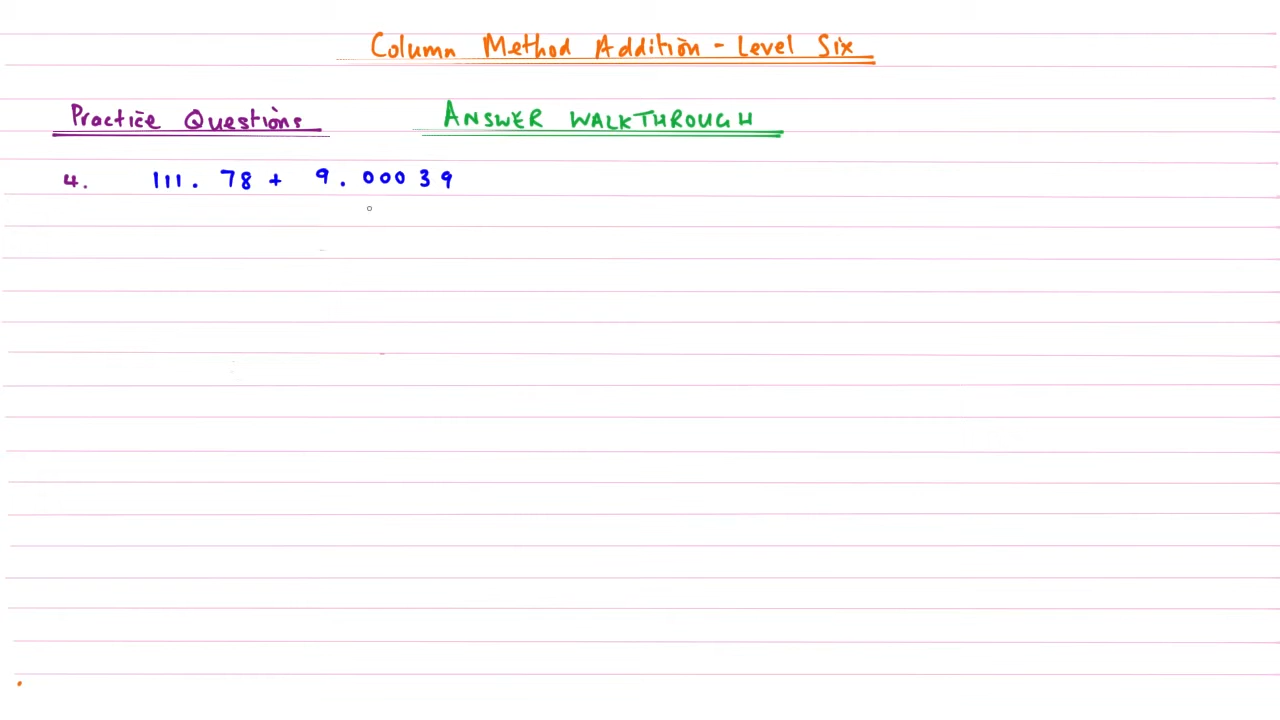 Column Method Addition - Level Six
Practice Questions ANSWER WALKTHROUGH
4. 111.78 + 9.00039